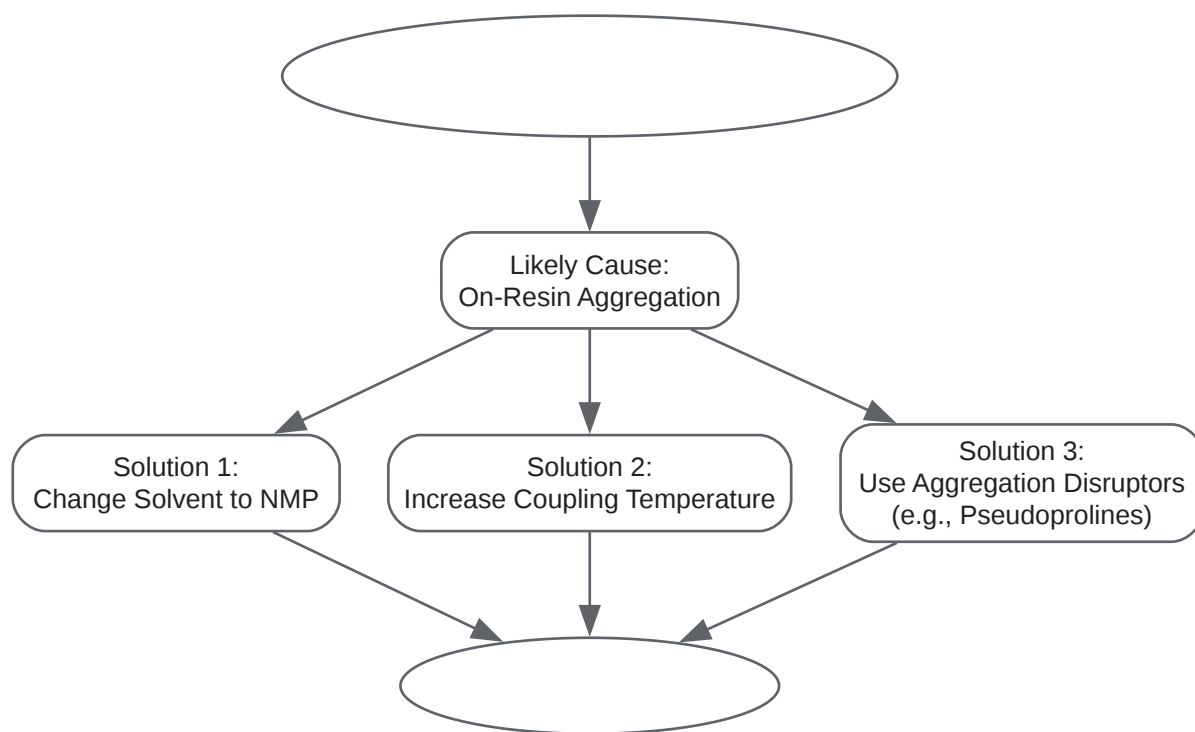 Likely Cause:
On-Resin Aggregation
Solution 1:
Change Solvent to NMP
Solution 2:
Increase Coupling Temperature
Solution 3:
Use Aggregation Disruptors
(e.g., Pseudoprolines)